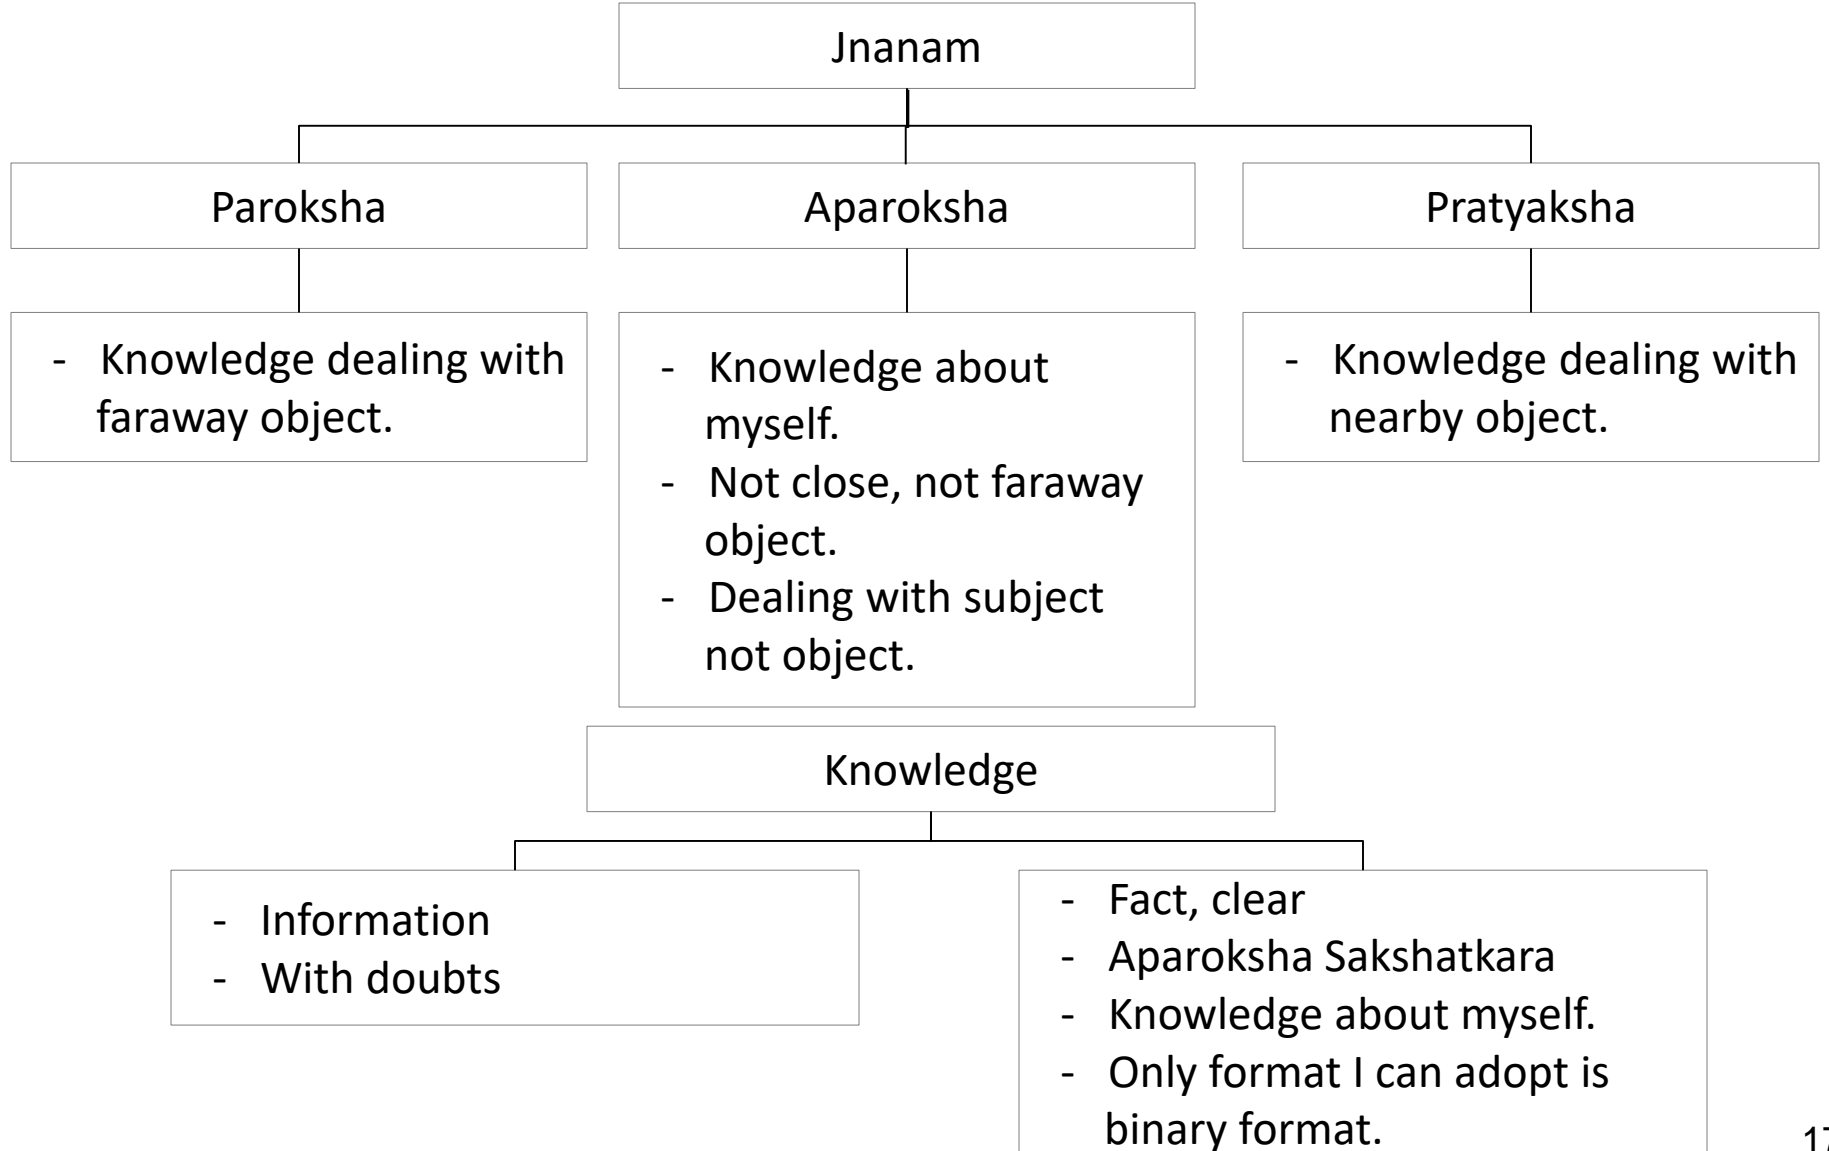 Jnanam
Paroksha
Aparoksha
Pratyaksha
- Knowledge dealing with
faraway object.
- Knowledge about
myself.
- Not close, not faraway
object.
- Dealing with subject
not object.
- Knowledge dealing with
nearby object.
Knowledge
- Information
- With doubts
- Fact, clear
- Aparoksha Sakshatkara
- Knowledge about myself.
- Only format I can adopt is
binary format.